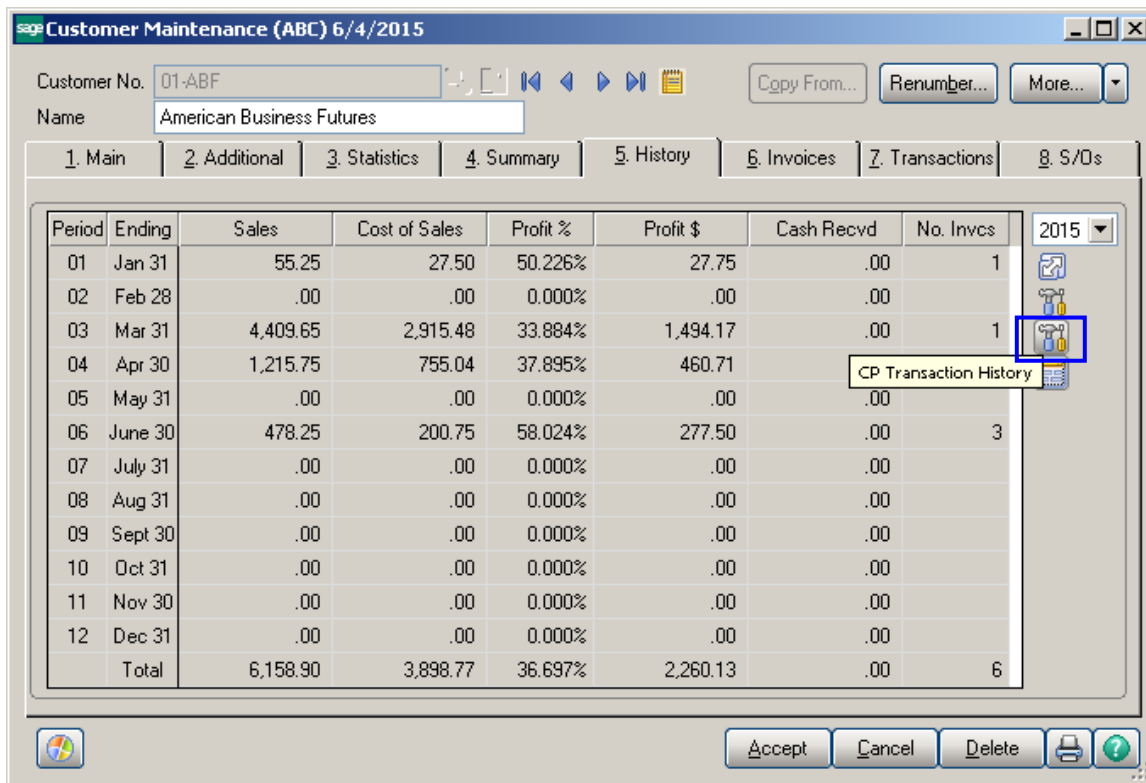 sage Customer Maintenance (ABC) 6/4/2015
Customer No. 01-ABF Copy From... Renumber... More...
Name American Business Futures
1. Main 2. Additional 3. Statistics 4. Summary 5. History 6. Invoices 7. Transactions 8. S/Os
Period Ending Sales Cost of Sales Profit % Profit $ Cash Recvd No. Invcs 2015
01 Jan 31 55.25 27.50 50.226% 27.75 .00 1
02 Feb 28 .00 .00 0.000% .00 .00
03 Mar 31 4,409.65 2,915.48 33.884% 1,494.17 .00 1
04 Apr 30 1,215.75 755.04 37.895% 460.71
CP Transaction History
05 May 31 .00 .00 0.000% .00 .00
06 June 30 478.25 200.75 58.024% 277.50 .00 3
07 July 31 .00 .00 0.000% .00 .00
08 Aug 31 .00 .00 0.000% .00 .00
09 Sept 30 .00 .00 0.000% .00 .00
10 Oct 31 .00 .00 0.000% .00 .00
11 Nov 30 .00 .00 0.000% .00 .00
12 Dec 31 .00 .00 0.000% .00 .00
Total 6,158.90 3,898.77 36.697% 2,260.13 .00 6
Accept Cancel Delete